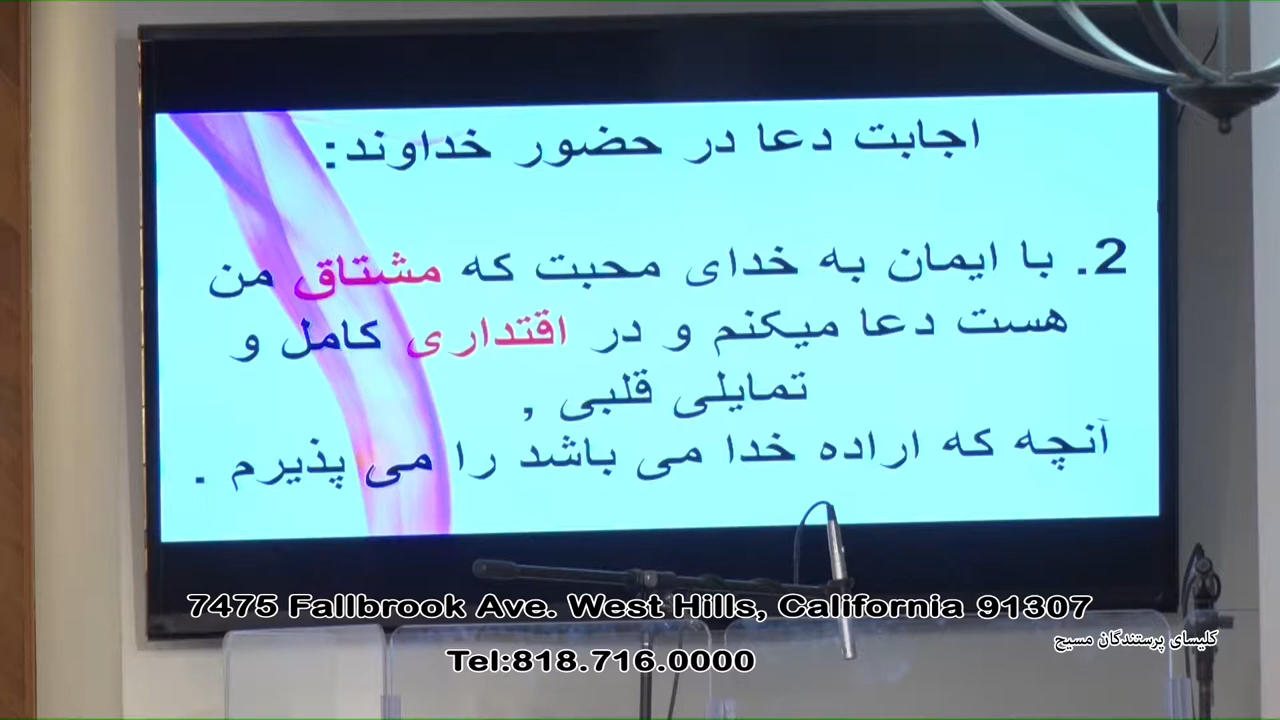 اجابت دعا در حضور خداوند:
2. با ایمان به خدای محبت که مشتاق من
هست دعا میکنم و در اقتداری کامل و
تمایلی قلبی ,
آنچه که اراده خدا می باشد را می پذیرم .
7475 Fallbrook Ave. West Hills, California 91307
کلیسای پرستندگان مسیح
Tel:818.716.0000